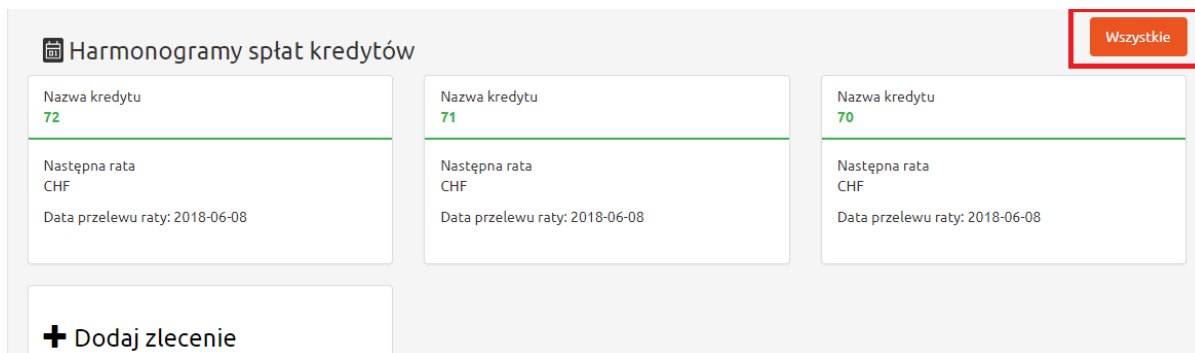 Harmonogramy spłat kredytów
Wszystkie
Nazwa kredytu
72
Następna rata
CHF
Data przelewu raty: 2018-06-08
Nazwa kredytu
71
Następna rata
CHF
Data przelewu raty: 2018-06-08
Nazwa kredytu
70
Następna rata
CHF
Data przelewu raty: 2018-06-08
Dodaj zlecenie